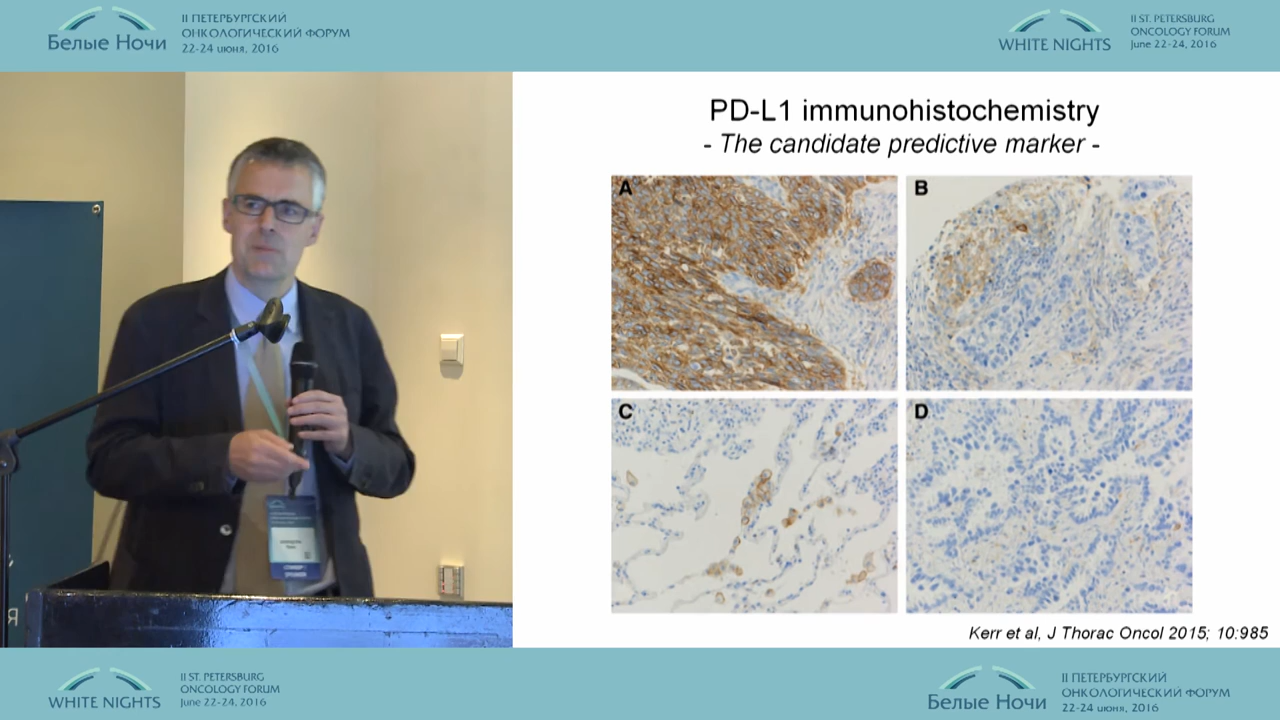 II ПЕТЕРБУРГСКИЙ
ОНКОЛОГИЧЕСКИЙ ФОРУМ
Белые Ночи
22-24 июня, 2016
WHITE NIGHTS
II ST. PETERSBURG
ONCOLOGY FORUM
June 22-24, 2016
PD-L1 immunohistochemistry
- The candidate predictive marker -
A
B
C
D
Kerr et al, J Thorac Oncol 2015; 10:985
WHITE NIGHTS
II ST. PETERSBURG
ONCOLOGY FORUM
June 22-24, 2016
Белые Ночи
II ПЕТЕРБУРГСКИЙ
ОНКОЛОГИЧЕСКИЙ ФОРУМ
22-24 июня, 2016